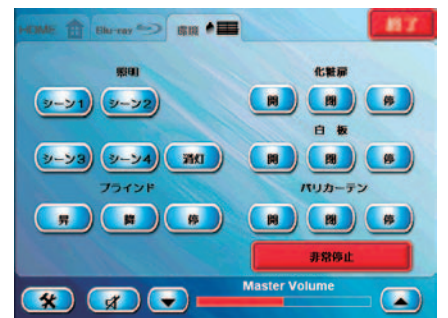 HOME Blu-ray 環境 終了
照明 化粧扉
シーン1 シーン2 開 閉 停
白板
シーン3 シーン4 消灯 開 閉 停
ブラインド バリカーテン
昇 降 停 開 閉 停
非常停止
Master Volume